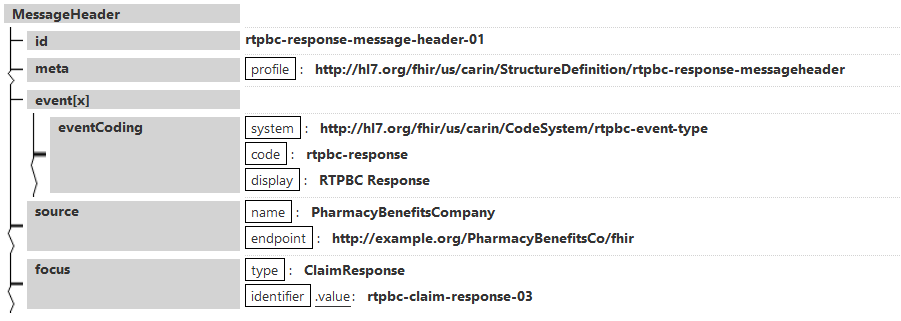 MessageHeader
id rtpbc-response-message-header-01
meta profile : http://hl7.org/fhir/us/carin/StructureDefinition/rtpbc-response-messageheader
event[x]
eventCoding system : http://hl7.org/fhir/us/carin/CodeSystem/rtpbc-event-type
code : rtpbc-response
display : RTPBC Response
source name : PharmacyBenefitsCompany
endpoint : http://example.org/PharmacyBenefitsCo/fhir
focus type : ClaimResponse
identifier .value: rtpbc-claim-response-03